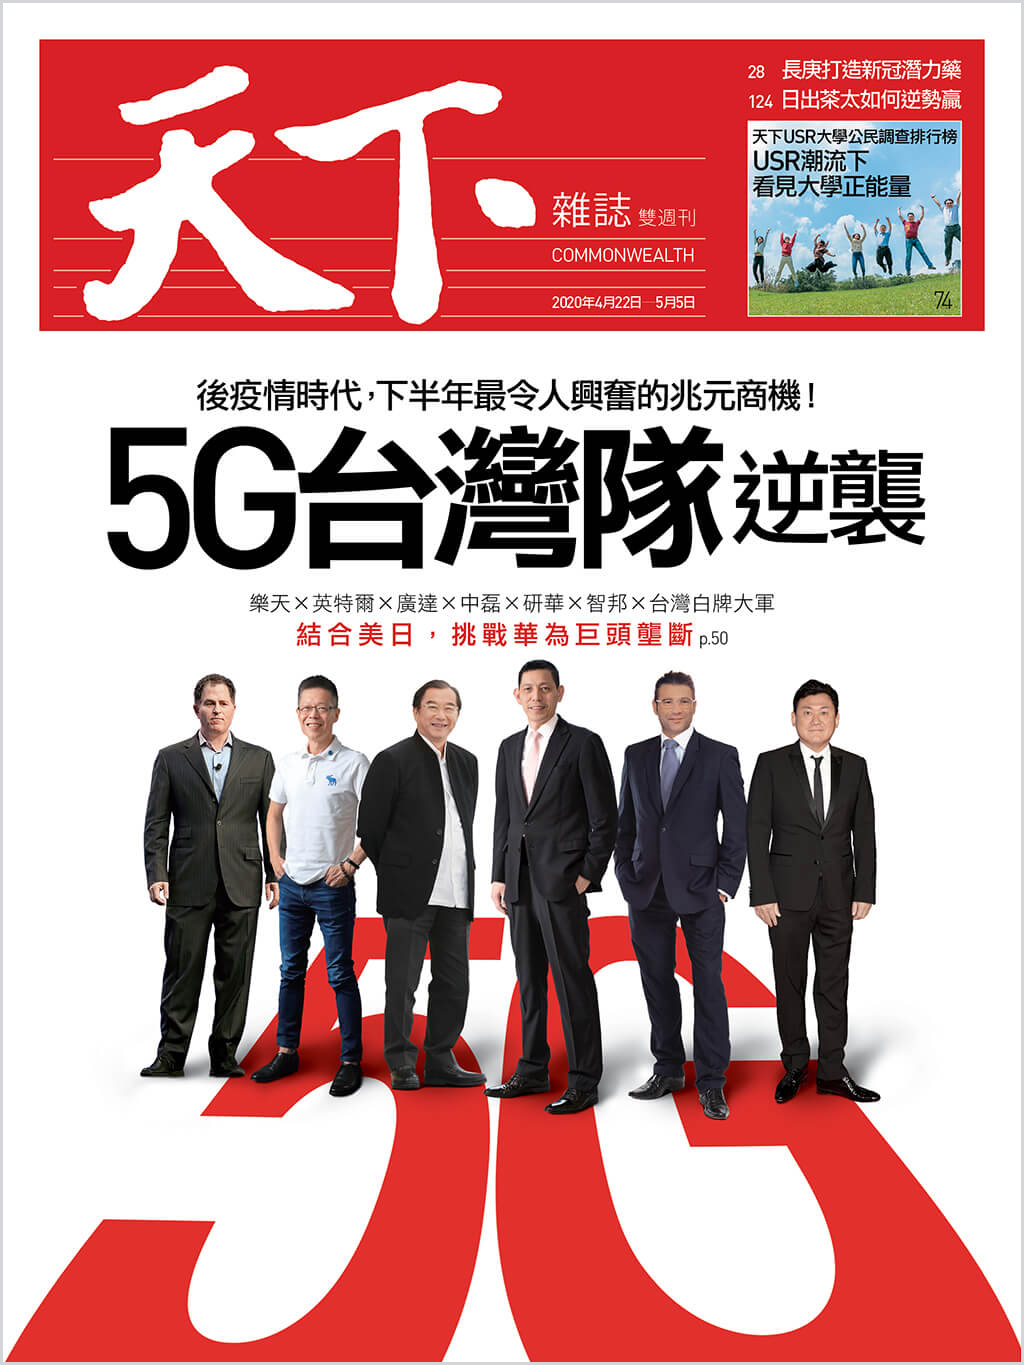 天下
雜誌 雙週刊
COMMONWEALTH
2020年4月22日—5月5日
28 長庚打造新冠潛力藥
124 日出茶太如何逆勢贏
天下USR大學公民調查排行榜
USR潮流下
看見大學正能量
74
後疫情時代,下半年最令人興奮的兆元商機!
5G台灣隊逆襲
樂天×英特爾×廣達×中磊×研華×智邦×台灣白牌大軍
結合美日,挑戰華為巨頭壟斷 p.50
5G